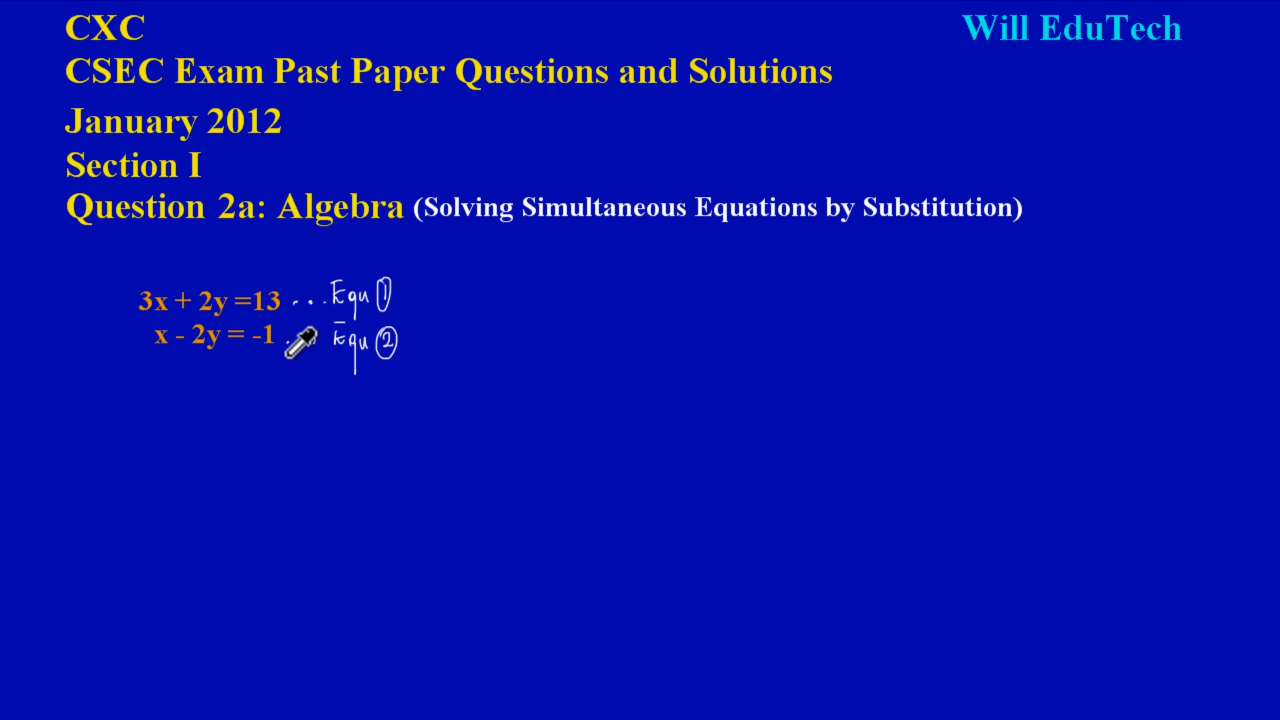 CXC
Will EduTech
CSEC Exam Past Paper Questions and Solutions
January 2012
Section I
Question 2a: Algebra (Solving Simultaneous Equations by Substitution)
3x + 2y =13 ... Equ ①
x - 2y = -1 ... Equ ②